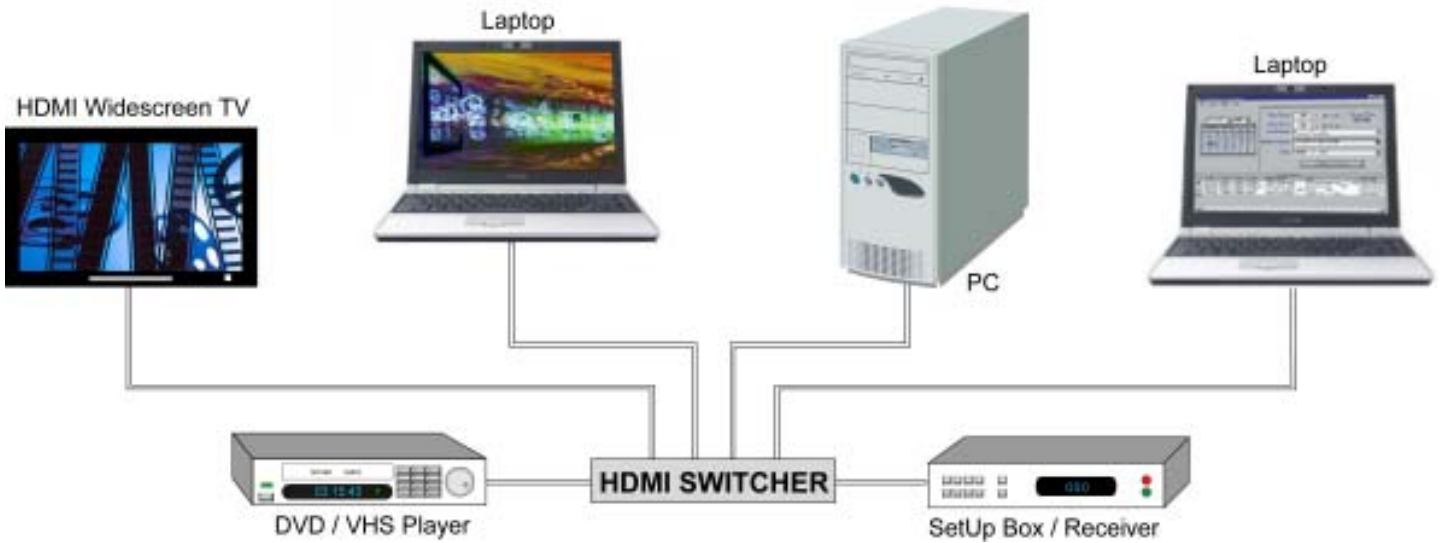 Laptop
HDMI Widescreen TV
Laptop
PC
HDMI SWITCHER
DVD / VHS Player
SetUp Box / Receiver